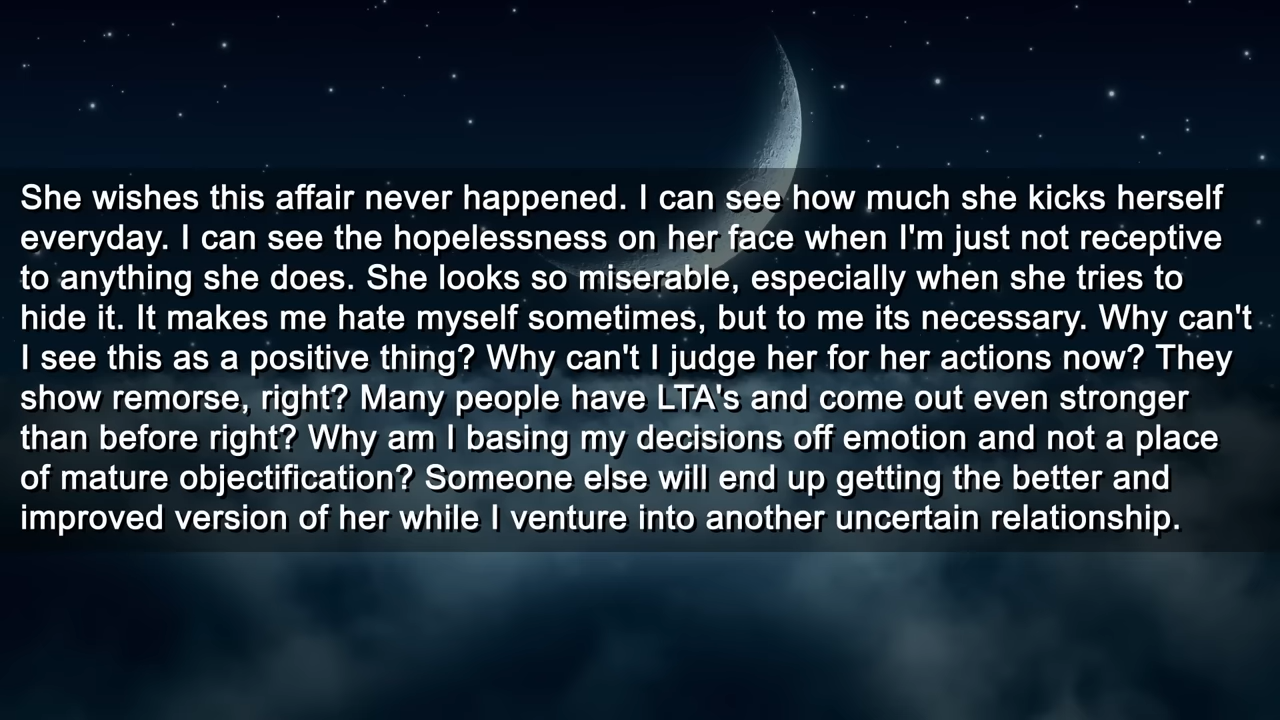 She wishes this affair never happened. I can see how much she kicks herself
everyday. I can see the hopelessness on her face when I'm just not receptive
to anything she does. She looks so miserable, especially when she tries to
hide it. It makes me hate myself sometimes, but to me its necessary. Why can't
I see this as a positive thing? Why can't I judge her for her actions now? They
show remorse, right? Many people have LTA's and come out even stronger
than before right? Why am I basing my decisions off emotion and not a place
of mature objectification? Someone else will end up getting the better and
improved version of her while I venture into another uncertain relationship.